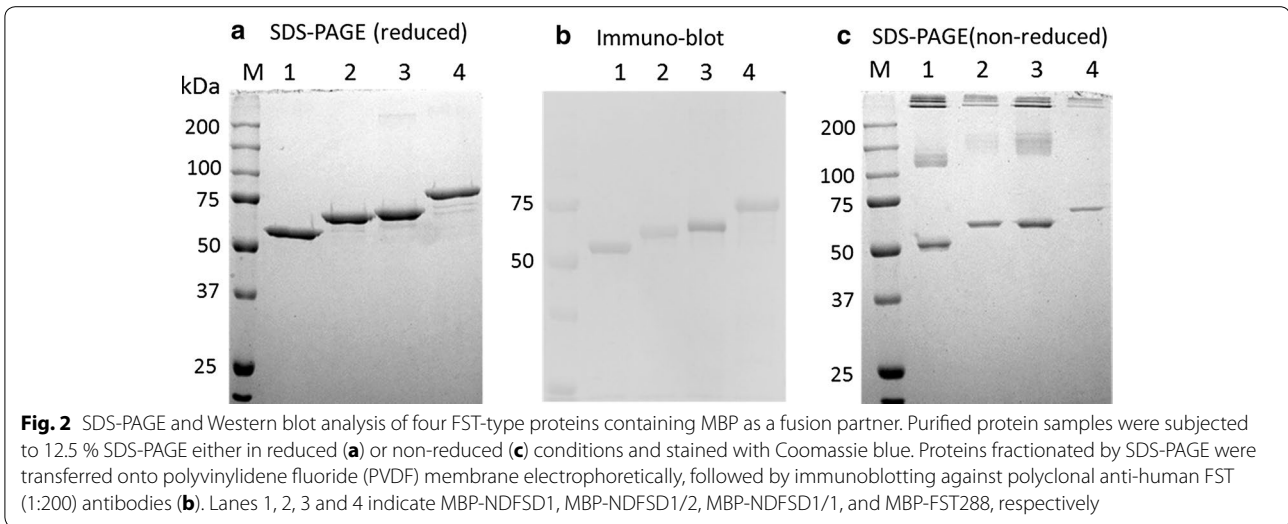 a SDS-PAGE (reduced)
M 1 2 3 4
kDa
200
100
75
50
37
25
b Immuno-blot
1 2 3 4
75
50
c SDS-PAGE(non-reduced)
M 1 2 3 4
200
100
75
50
37
25
Fig. 2 SDS-PAGE and Western blot analysis of four FST-type proteins containing MBP as a fusion partner. Purified protein samples were subjected
to 12.5 % SDS-PAGE either in reduced (a) or non-reduced (c) conditions and stained with Coomassie blue. Proteins fractionated by SDS-PAGE were
transferred onto polyvinylidene fluoride (PVDF) membrane electrophoretically, followed by immunoblotting against polyclonal anti-human FST
(1:200) antibodies (b). Lanes 1, 2, 3 and 4 indicate MBP-NDFSD1, MBP-NDFSD1/2, MBP-NDFSD1/1, and MBP-FST288, respectively